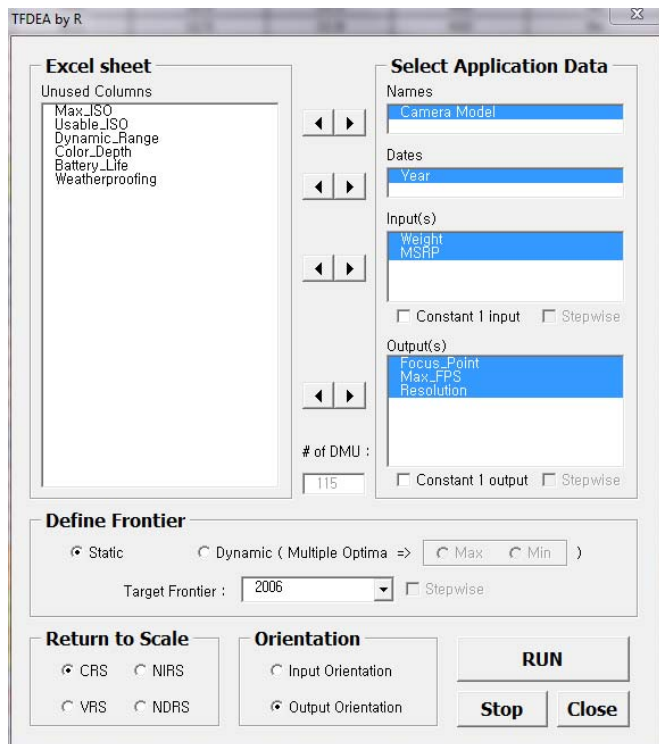 TFDEA by R
Excel sheet
Unused Columns
Max_ISO
Usable_ISO
Dynamic_Range
Color_Depth
Battery_Life
Weatherproofing
Select Application Data
Names
Camera Model
Dates
Year
Input(s)
Weight
MSRP
Constant 1 input Stepwise
Output(s)
Focus_Point
Max_FPS
Resolution
# of DMU :
115
Constant 1 output Stepwise
Define Frontier
Static Dynamic ( Multiple Optima => Max Min )
Target Frontier : 2006 Stepwise
Return to Scale
CRS NIRS
VRS NDRS
Orientation
Input Orientation
Output Orientation
RUN
Stop Close